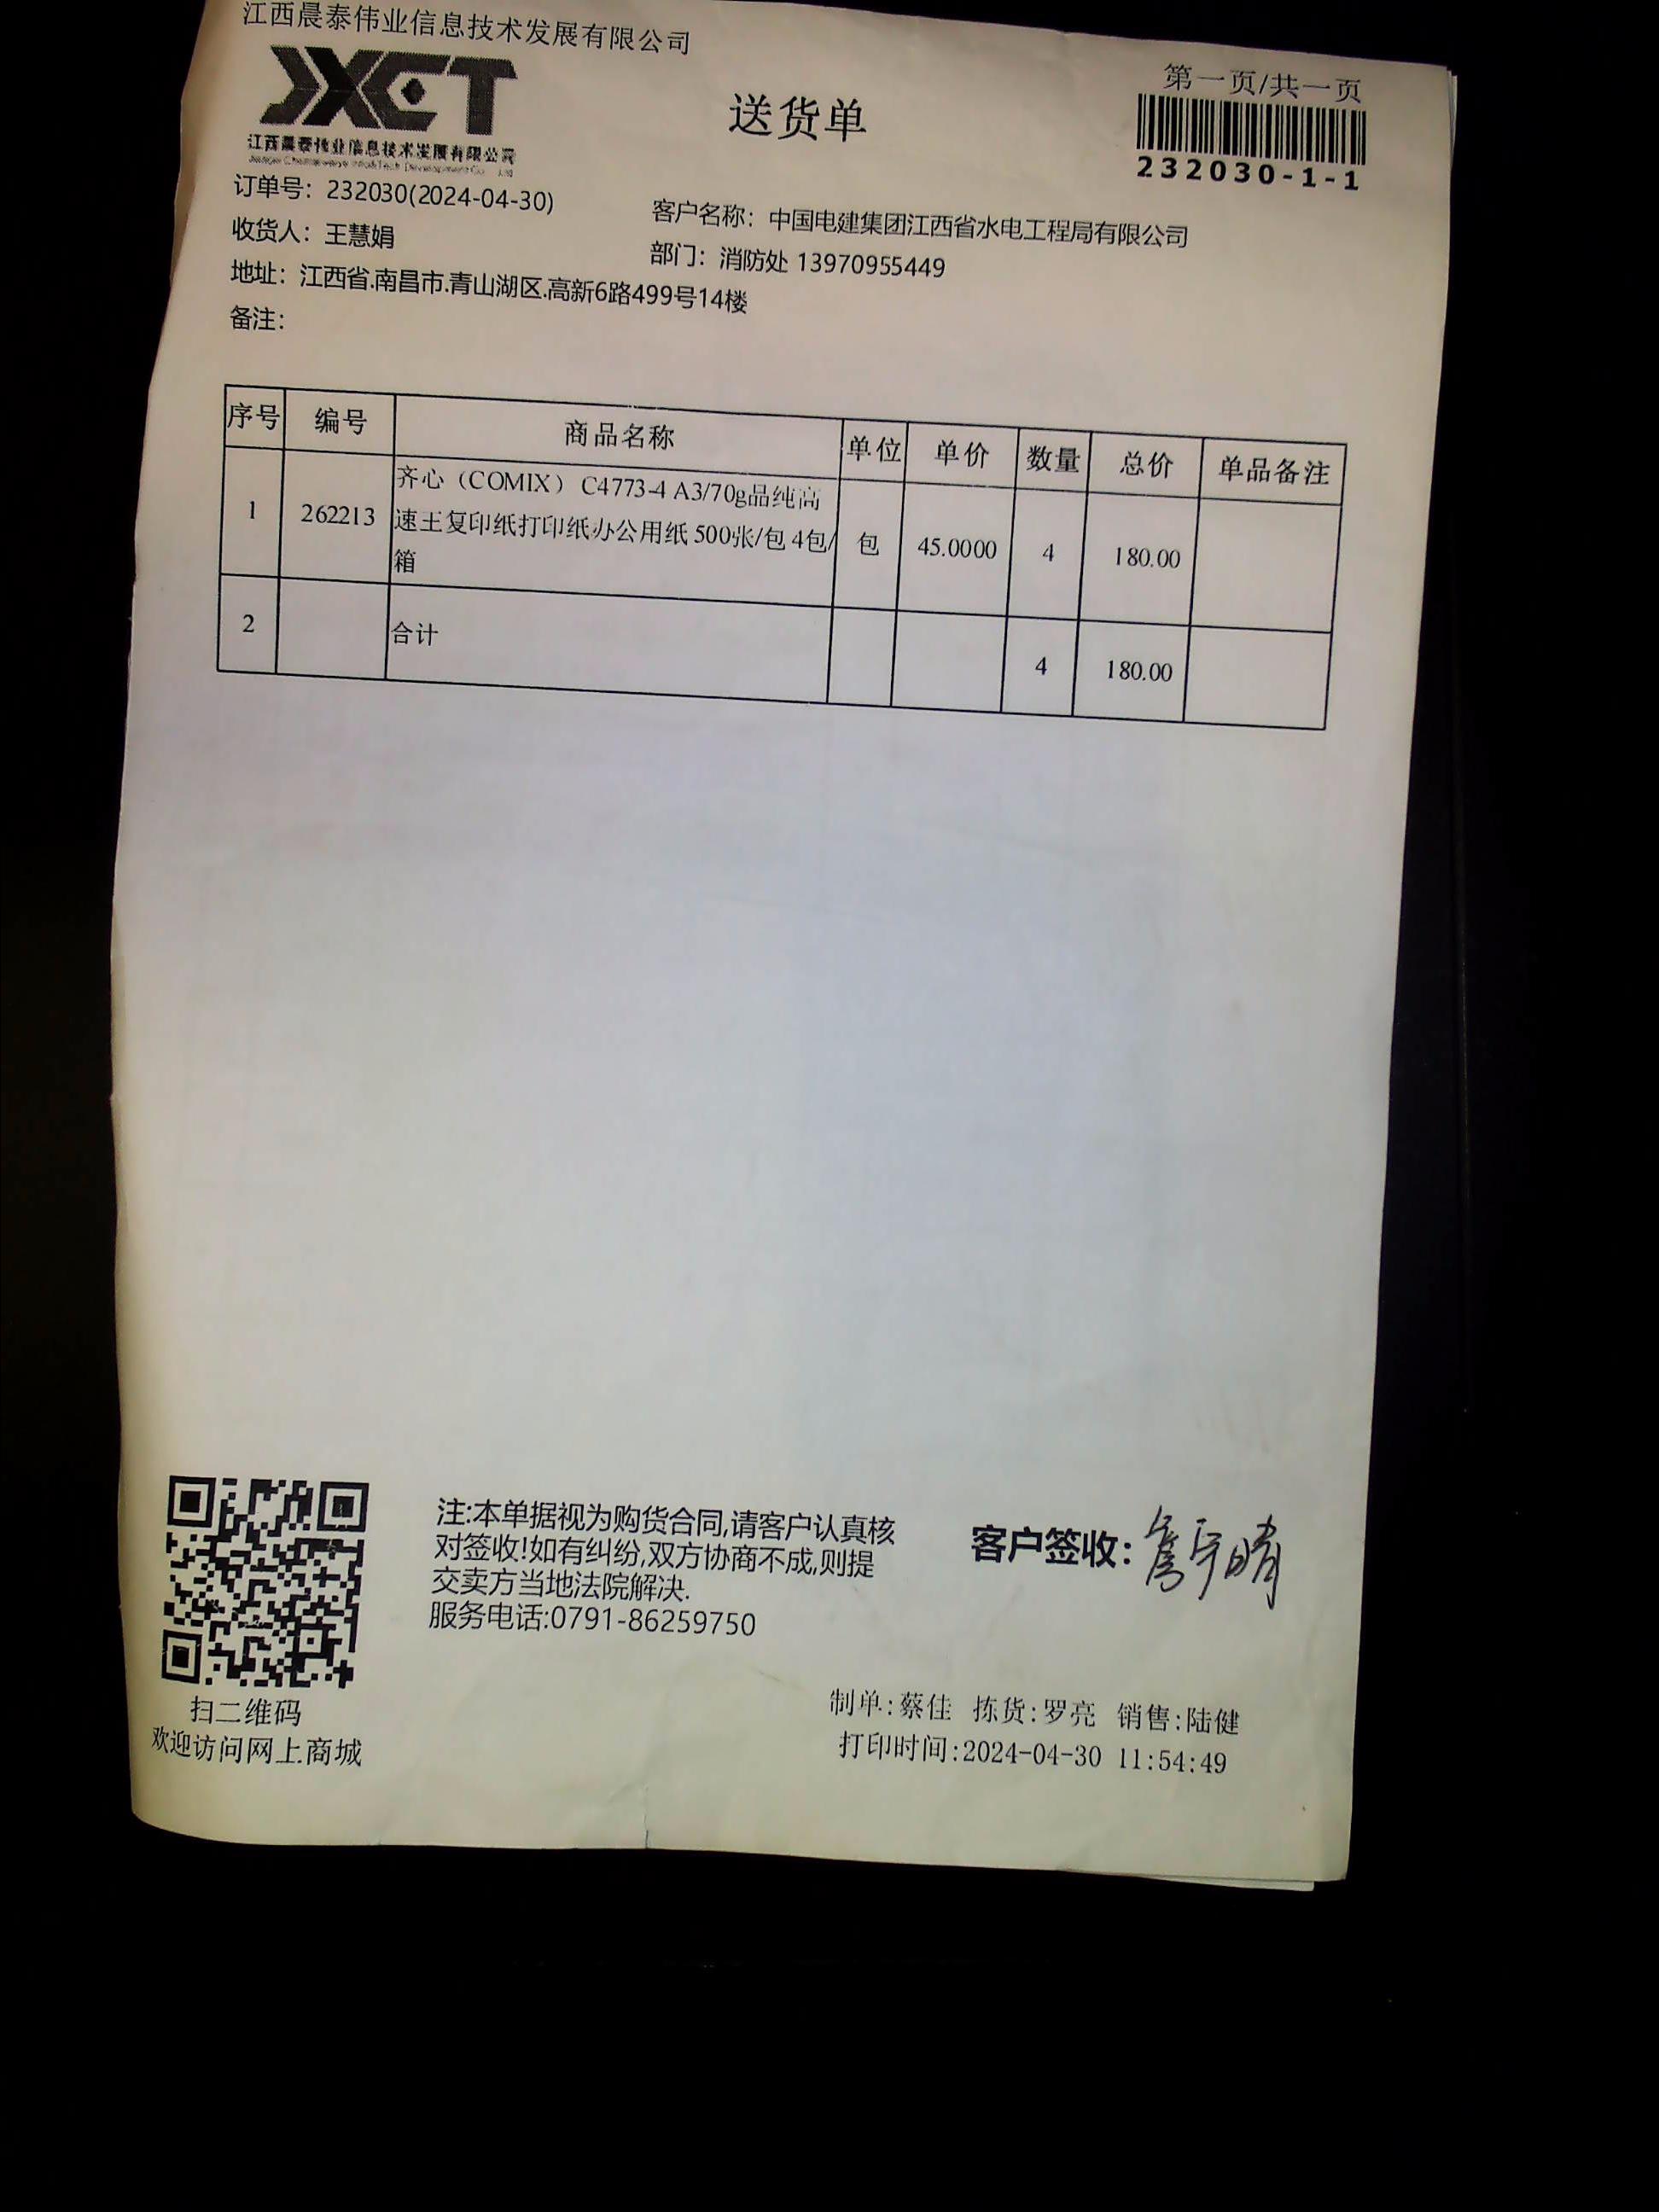 江西晨泰伟业信息技术发展有限公司
第一页/共一页
JXCT
江西晨泰伟业信息技术发展有限公司
送货单
232030-1-1
订单号：232030(2024-04-30)
客户名称：中国电建集团江西省水电工程局有限公司
收货人：王慧娟
部门：消防处 13970955449
地址：江西省.南昌市.青山湖区.高新6路499号14楼
备注：
序号 编号 商品名称 单位 单价 数量 总价 单品备注
1 262213 齐心（COMIX） C4773-4 A3/70g品纯高
速王复印纸打印纸办公用纸 500张/包 4包/
箱 包 45.0000 4 180.00
2 合计 4 180.00
注:本单据视为购货合同,请客户认真核
对签收!如有纠纷,双方协商不成,则提
交卖方当地法院解决.
服务电话:0791-86259750
客户签收：
扫二维码
欢迎访问网上商城
制单:蔡佳 拣货:罗亮 销售:陆健
打印时间:2024-04-30 11:54:49